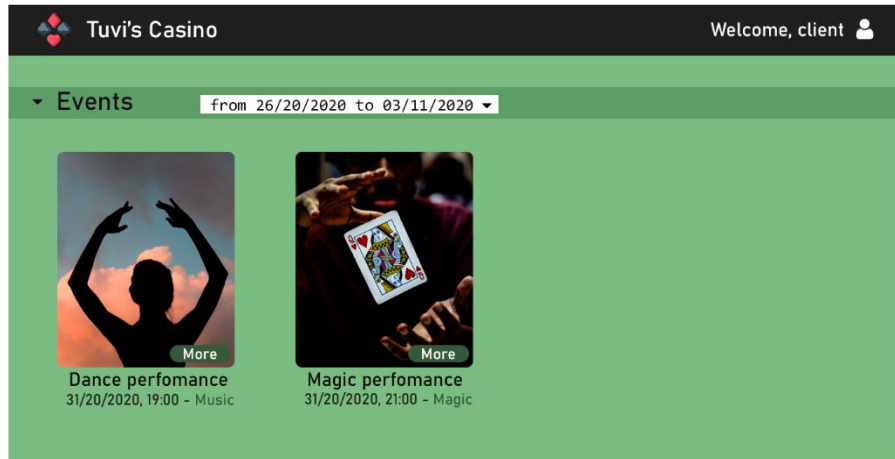 Tuvi's Casino
Welcome, client
Events
from 26/20/2020 to 03/11/2020
More
More
Dance perfomance
Magic perfomance
31/20/2020, 19:00 - Music
31/20/2020, 21:00 - Magic